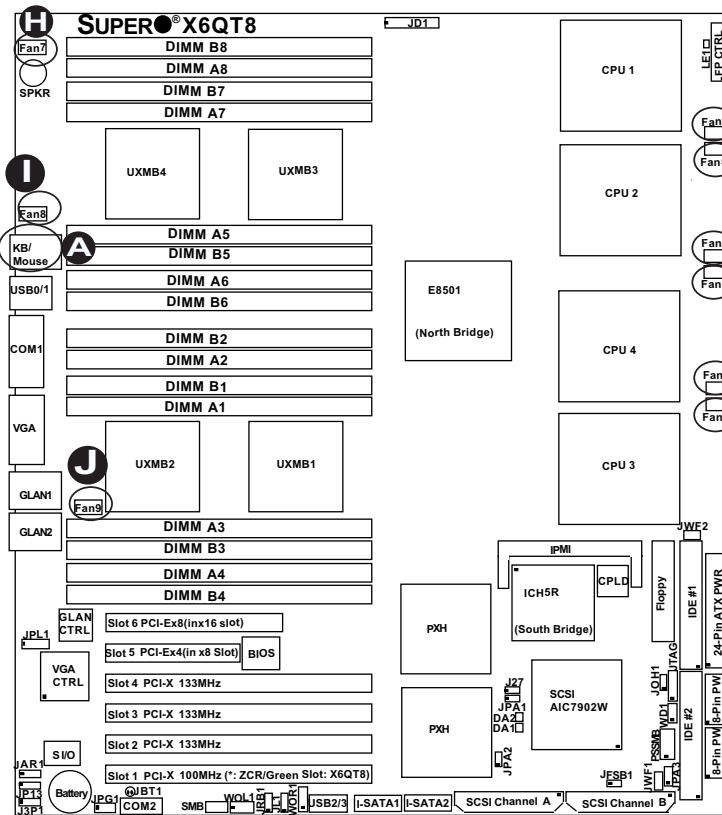 H
SUPER® X6QT8
JD1
Fan7
SPKR
DIMM B8
DIMM A8
DIMM B7
DIMM A7
CPU 1
LE1
FP CTRL
Fan
Fan
UXMB4
UXMB3
CPU 2
I
Fan8
KB/
Mouse
A
DIMM A5
DIMM B5
DIMM A6
DIMM B6
Fan
Fan
USB0/1
E8501
(North Bridge)
COM1
DIMM B2
DIMM A2
DIMM B1
DIMM A1
CPU 4
Fan
Fan
VGA
J
UXMB2
UXMB1
CPU 3
GLAN1
Fan9
GLAN2
DIMM A3
DIMM B3
DIMM A4
DIMM B4
JWF2
IPMI
ICH5R
(South Bridge)
CPLD
Floppy
IDE #1
24-Pin ATX PWR
GLAN
CTRL
Slot 6 PCI-Ex8(inx16 slot)
PXH
JPL1
Slot 5 PCI-Ex4(in x8 Slot)
BIOS
VGA
CTRL
Slot 4 PCI-X 133MHz
J27
JPA1
DA2
DA1
SCSI
AIC7902W
JOH1
JTAG
WD1
IDE #2
8-Pin PW
Slot 3 PCI-X 133MHz
PXH
Slot 2 PCI-X 133MHz
JPA2
PSSMB
8-Pin PW
S I/O
JAR1
Slot 1 PCI-X 100MHz (*: ZCR/Green Slot: X6QT8)
JFSB1
JWF1
JPA3
JP13
J3P1
Battery
JBT1
JPG1
COM2
SMB
WOL1
JRB1
JL1
WOR1
USB2/3
I-SATA1
I-SATA2
SCSI Channel A
SCSI Channel B